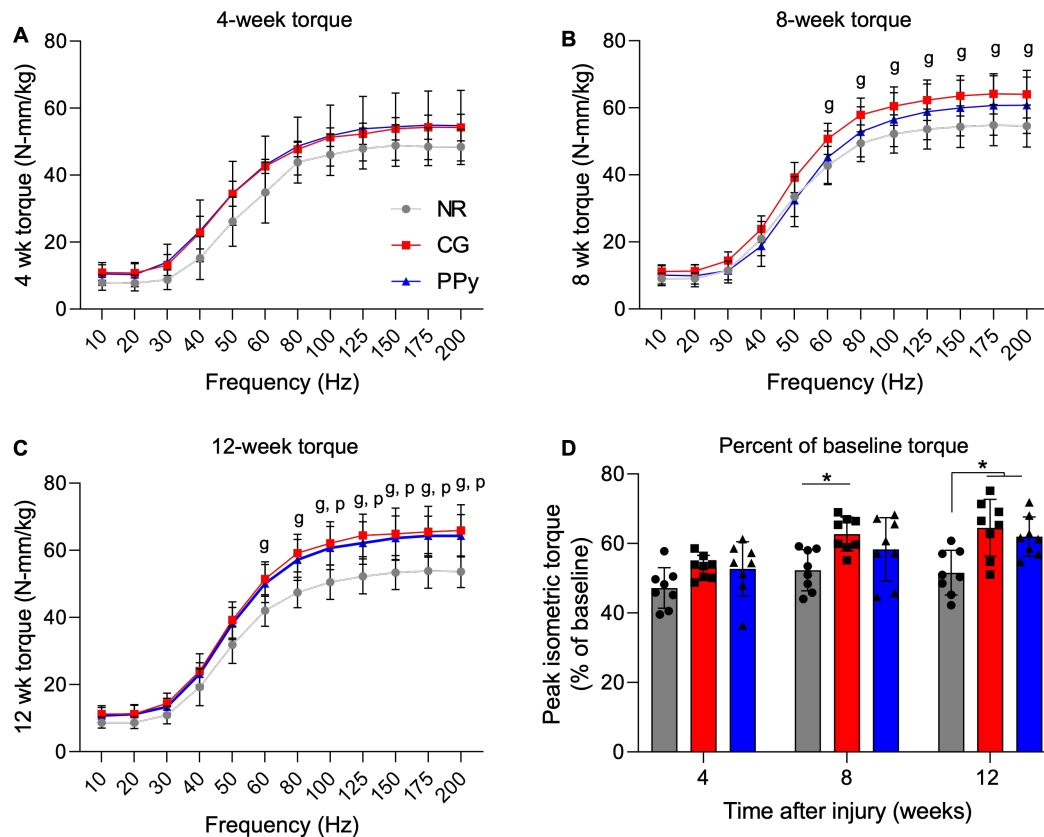 A
4-week torque
4 wk torque (N-mm/kg)
80
60
40
20
0
NR
CG
PPy
10 20 30 40 50 60 80 100 125 150 175 200
Frequency (Hz)
B
8-week torque
8 wk torque (N-mm/kg)
80
60
40
20
0
g g g g g g g
10 20 30 40 50 60 80 100 125 150 175 200
Frequency (Hz)
C
12-week torque
12 wk torque (N-mm/kg)
80
60
40
20
0
g g g, p g, p g, p g, p g, p
10 20 30 40 50 60 80 100 125 150 175 200
Frequency (Hz)
D
Percent of baseline torque
Peak isometric torque
(% of baseline)
80
60
40
20
0
* *
4 8 12
Time after injury (weeks)